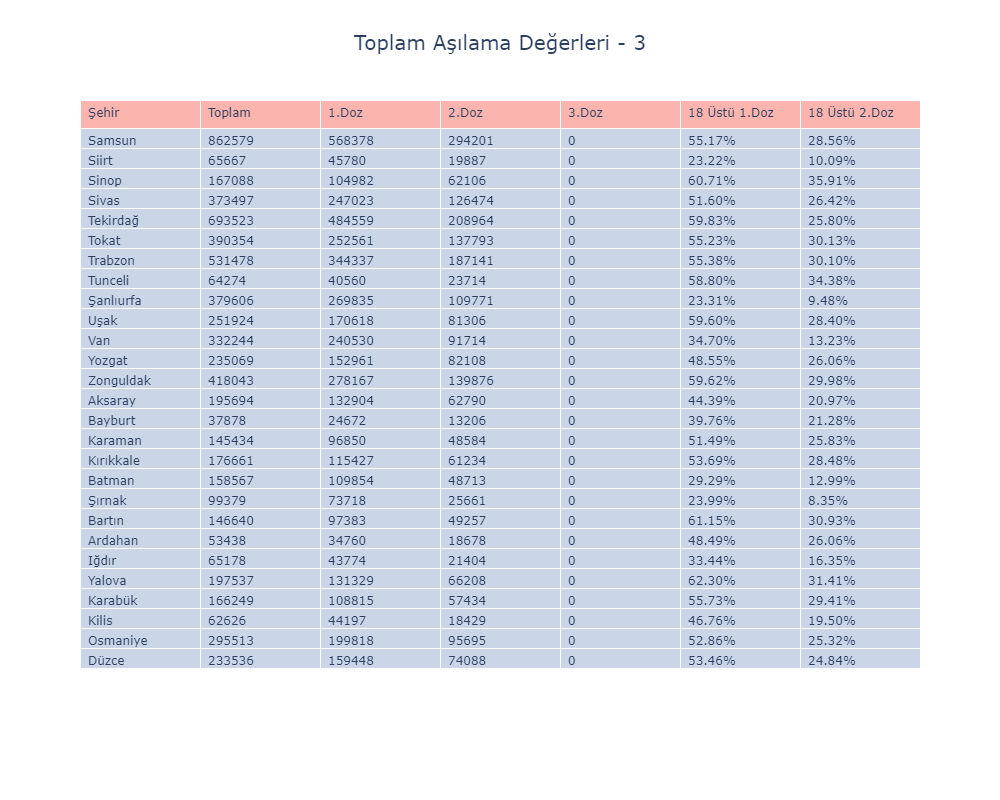 Toplam Aşılama Değerleri - 3
Şehir Toplam 1.Doz 2.Doz 3.Doz 18 Üstü 1.Doz 18 Üstü 2.Doz
Samsun 862579 568378 294201 0 55.17% 28.56%
Siirt 65667 45780 19887 0 23.22% 10.09%
Sinop 167088 104982 62106 0 60.71% 35.91%
Sivas 373497 247023 126474 0 51.60% 26.42%
Tekirdağ 693523 484559 208964 0 59.83% 25.80%
Tokat 390354 252561 137793 0 55.23% 30.13%
Trabzon 531478 344337 187141 0 55.38% 30.10%
Tunceli 64274 40560 23714 0 58.80% 34.38%
Şanlıurfa 379606 269835 109771 0 23.31% 9.48%
Uşak 251924 170618 81306 0 59.60% 28.40%
Van 332244 240530 91714 0 34.70% 13.23%
Yozgat 235069 152961 82108 0 48.55% 26.06%
Zonguldak 418043 278167 139876 0 59.62% 29.98%
Aksaray 195694 132904 62790 0 44.39% 20.97%
Bayburt 37878 24672 13206 0 39.76% 21.28%
Karaman 145434 96850 48584 0 51.49% 25.83%
Kırıkkale 176661 115427 61234 0 53.69% 28.48%
Batman 158567 109854 48713 0 29.29% 12.99%
Şırnak 99379 73718 25661 0 23.99% 8.35%
Bartın 146640 97383 49257 0 61.15% 30.93%
Ardahan 53438 34760 18678 0 48.49% 26.06%
Iğdır 65178 43774 21404 0 33.44% 16.35%
Yalova 197537 131329 66208 0 62.30% 31.41%
Karabük 166249 108815 57434 0 55.73% 29.41%
Kilis 62626 44197 18429 0 46.76% 19.50%
Osmaniye 295513 199818 95695 0 52.86% 25.32%
Düzce 233536 159448 74088 0 53.46% 24.84%